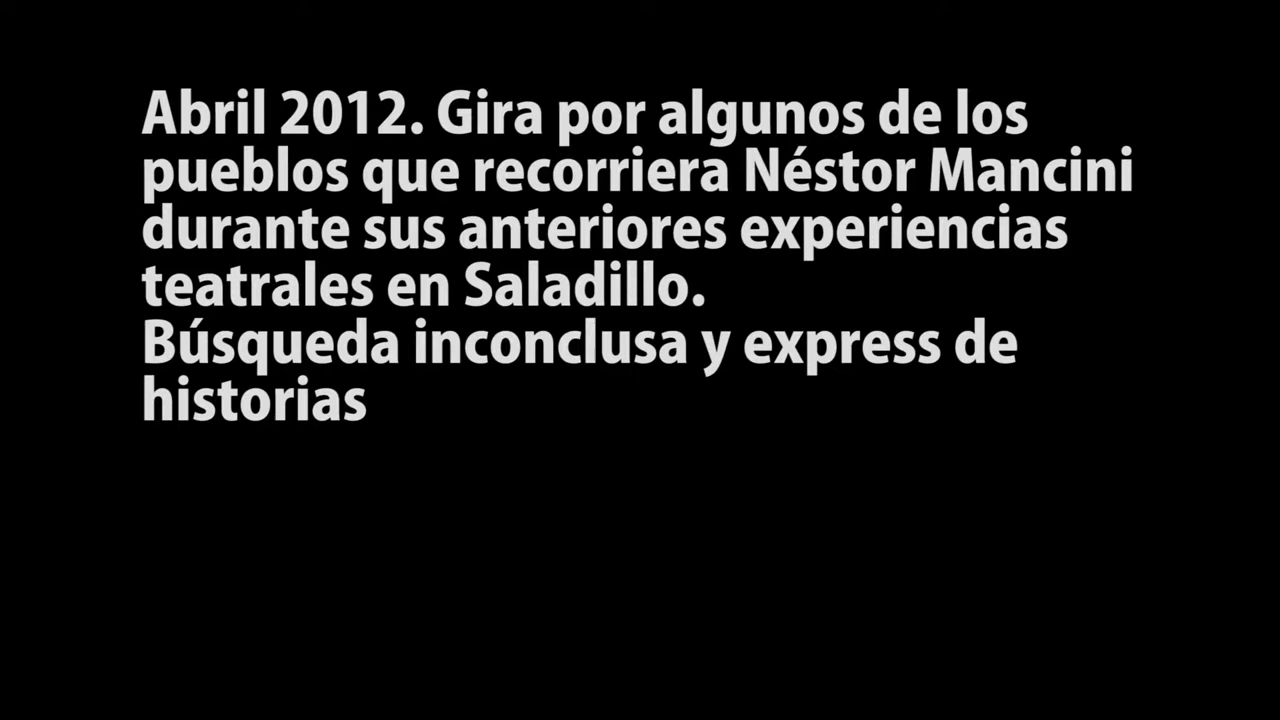 Abril 2012. Gira por algunos de los
pueblos que recorriera Néstor Mancini
durante sus anteriores experiencias
teatrales en Saladillo.
Búsqueda inconclusa y express de
historias